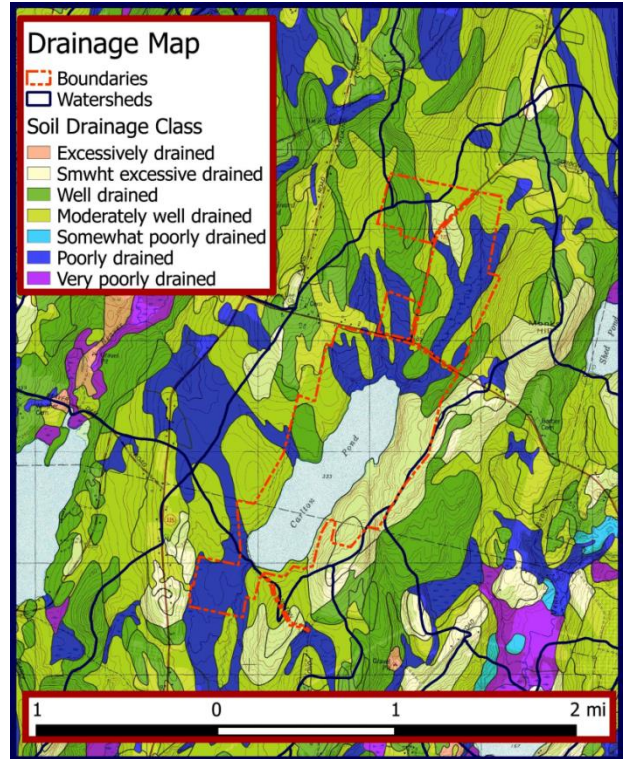 Drainage Map
Boundaries
Watersheds
Soil Drainage Class
Excessively drained
Smwht excessive drained
Well drained
Moderately well drained
Somewhat poorly drained
Poorly drained
Very poorly drained
Shed Pond
Carlton Pond
1 0 1 2 mi